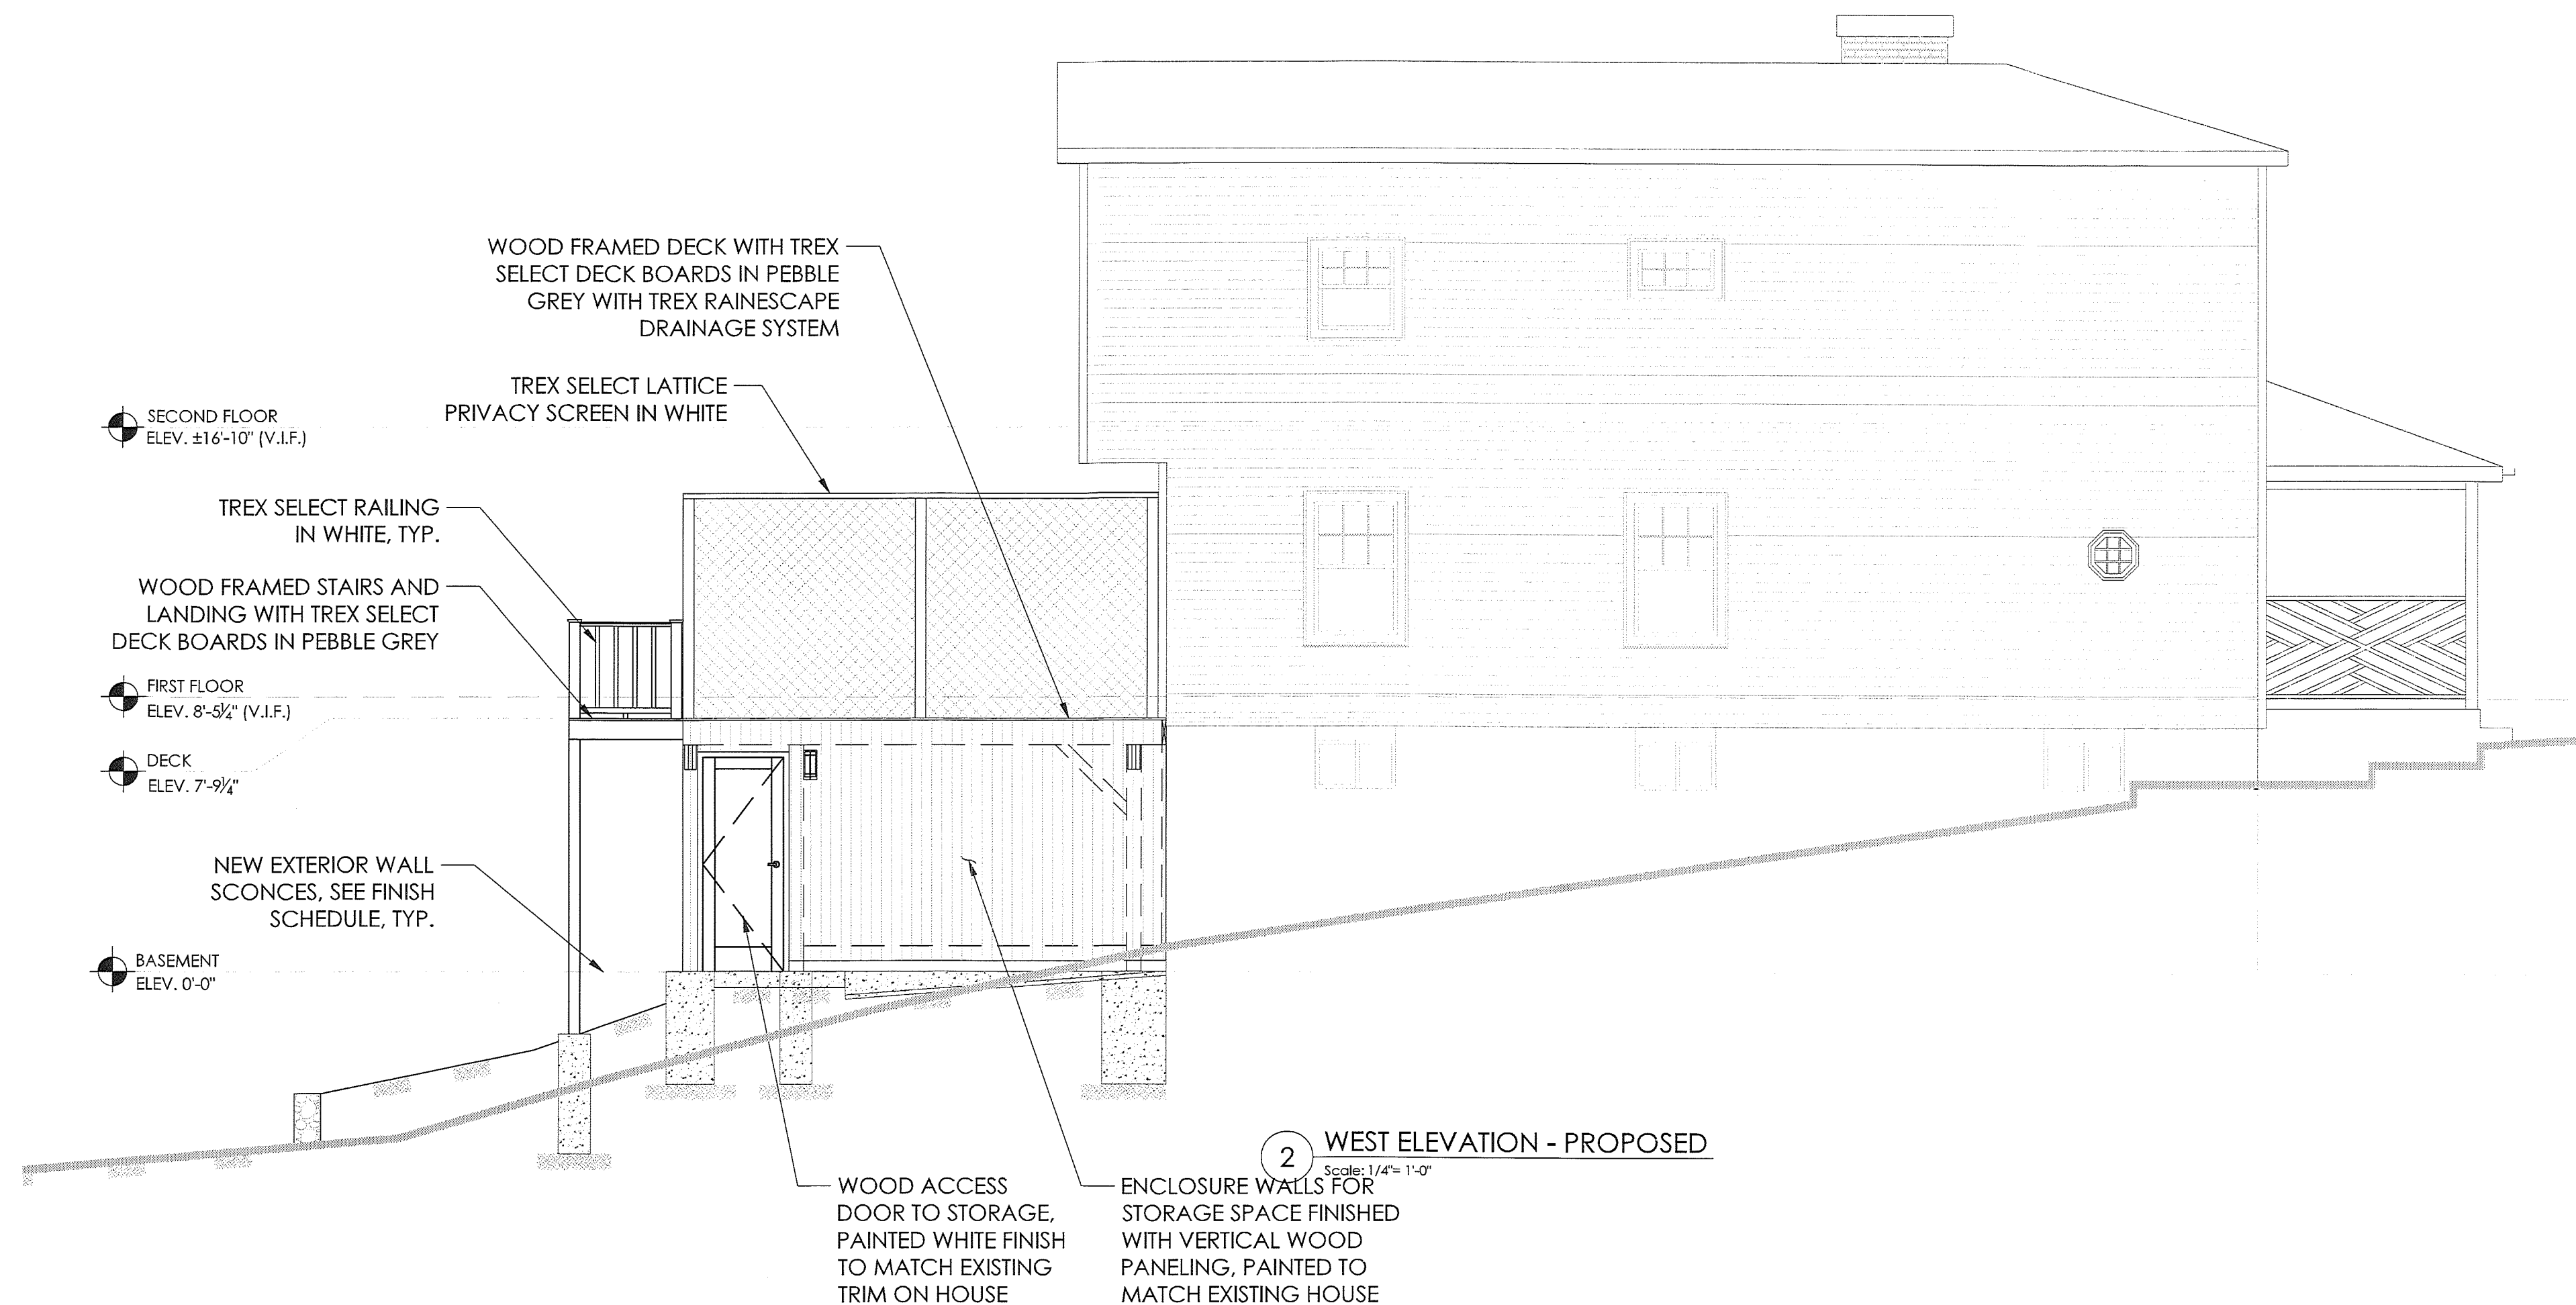 WOOD FRAMED DECK WITH TREX
SELECT DECK BOARDS IN PEBBLE
GREY WITH TREX RAINESCAPE
DRAINAGE SYSTEM
TREX SELECT LATTICE
PRIVACY SCREEN IN WHITE
SECOND FLOOR
ELEV. ±16'-10" (V.I.F.)
TREX SELECT RAILING
IN WHITE, TYP.
WOOD FRAMED STAIRS AND
LANDING WITH TREX SELECT
DECK BOARDS IN PEBBLE GREY
FIRST FLOOR
ELEV. 8'-5¼" (V.I.F.)
DECK
ELEV. 7'-9¼"
NEW EXTERIOR WALL
SCONCES, SEE FINISH
SCHEDULE, TYP.
BASEMENT
ELEV. 0'-0"
2
WEST ELEVATION - PROPOSED
Scale: 1/4"= 1'-0"
WOOD ACCESS
DOOR TO STORAGE,
PAINTED WHITE FINISH
TO MATCH EXISTING
TRIM ON HOUSE
ENCLOSURE WALLS FOR
STORAGE SPACE FINISHED
WITH VERTICAL WOOD
PANELING, PAINTED TO
MATCH EXISTING HOUSE